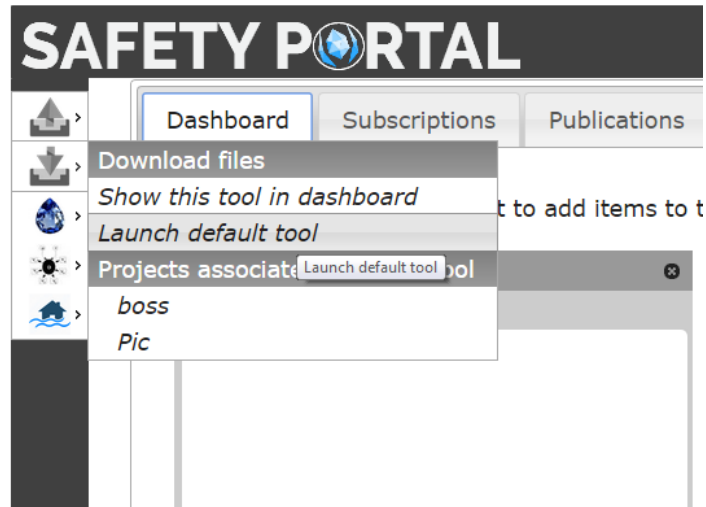 SAFETY PORTAL
Dashboard Subscriptions Publications
Download files
Show this tool in dashboard
t to add items to t
Launch default tool
Projects associate
Launch default tool
ool
boss
Pic